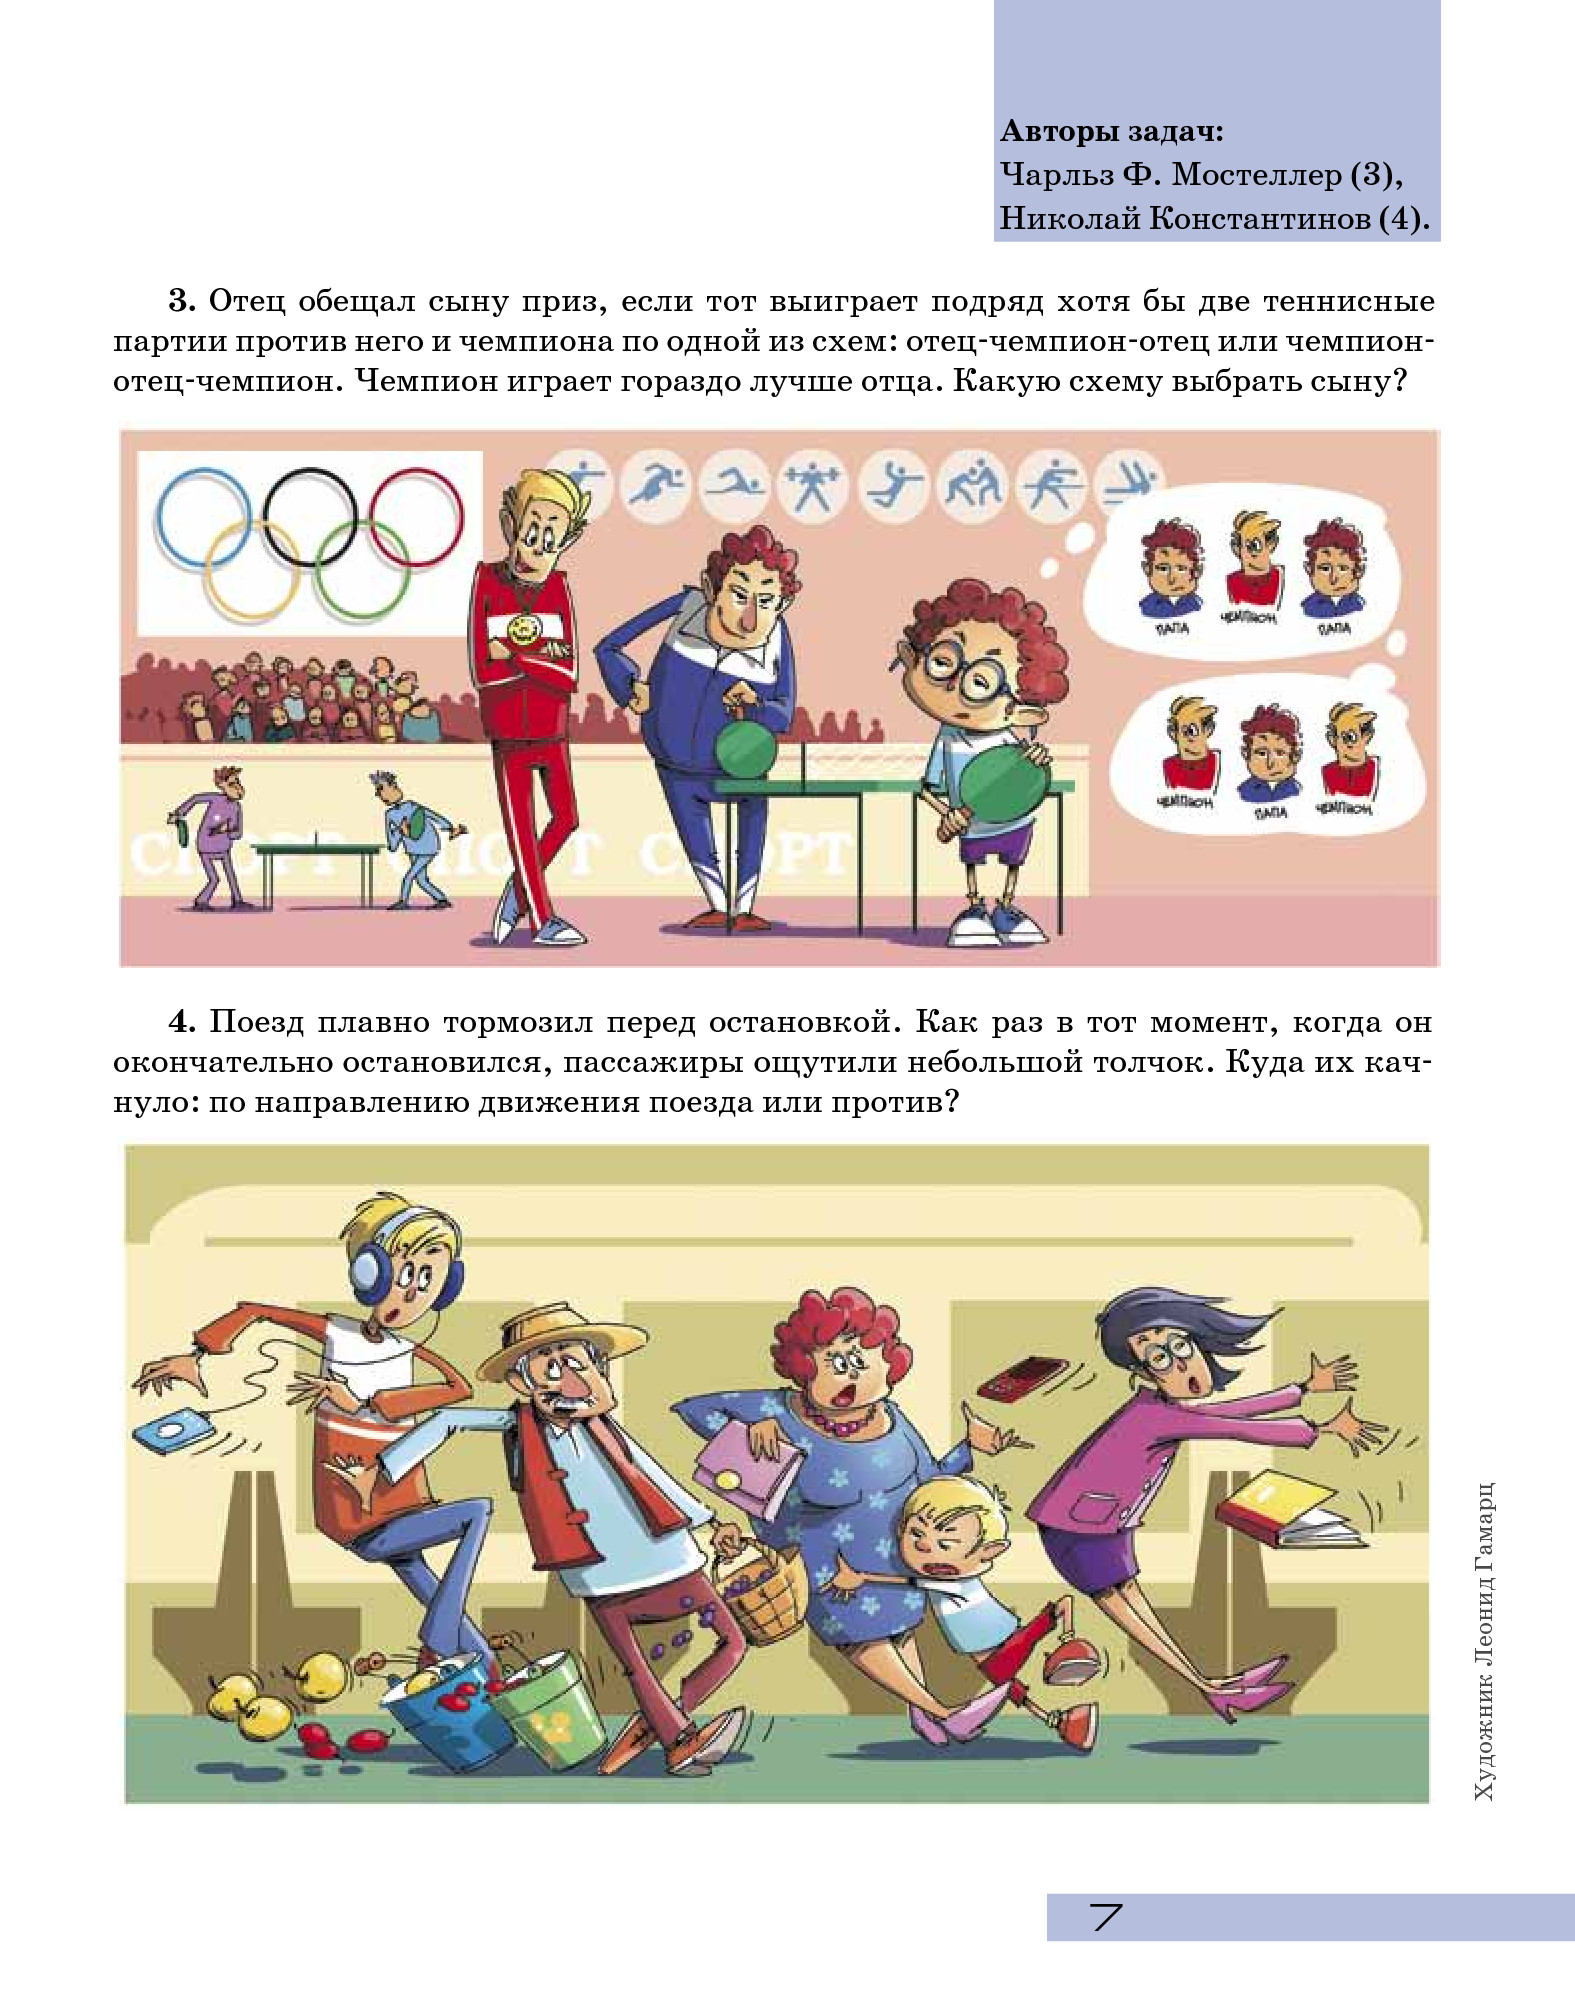 Авторы задач:
Чарльз Ф. Мостеллер (3),
Николай Константинов (4).
3. Отец обещал сыну приз, если тот выиграет подряд хотя бы две теннисные
партии против него и чемпиона по одной из схем: отец-чемпион-отец или чемпион-
отец-чемпион. Чемпион играет гораздо лучше отца. Какую схему выбрать сыну?
ПАПА
ЧЕМПИОН
ПАПА
ЧЕМПИОН
ПАПА
ЧЕМПИОН
СПОРТ СПОРТ СПОРТ
4. Поезд плавно тормозил перед остановкой. Как раз в тот момент, когда он
окончательно остановился, пассажиры ощутили небольшой толчок. Куда их кач-
нуло: по направлению движения поезда или против?
Художник Леонид Гамарц
7